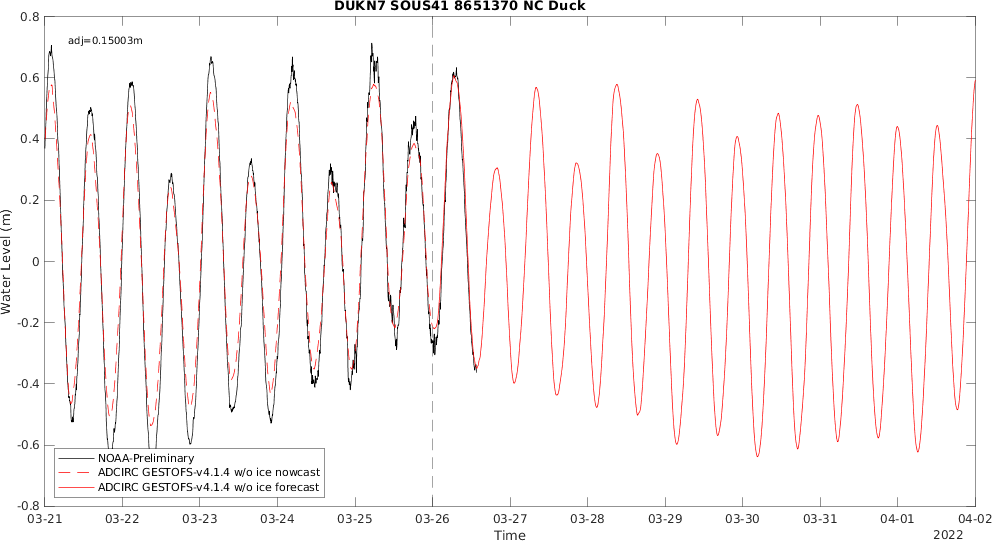 DUKN7 SOUS41 8651370 NC Duck
adj=0.15003m
0.8
0.6
0.4
0.2
0
-0.2
-0.4
-0.6
-0.8
Water Level (m)
NOAA-Preliminary
ADCIRC GESTOFS-v4.1.4 w/o ice nowcast
ADCIRC GESTOFS-v4.1.4 w/o ice forecast
03-21 03-22 03-23 03-24 03-25 03-26 03-27 03-28 03-29 03-30 03-31 04-01 04-02
Time
2022